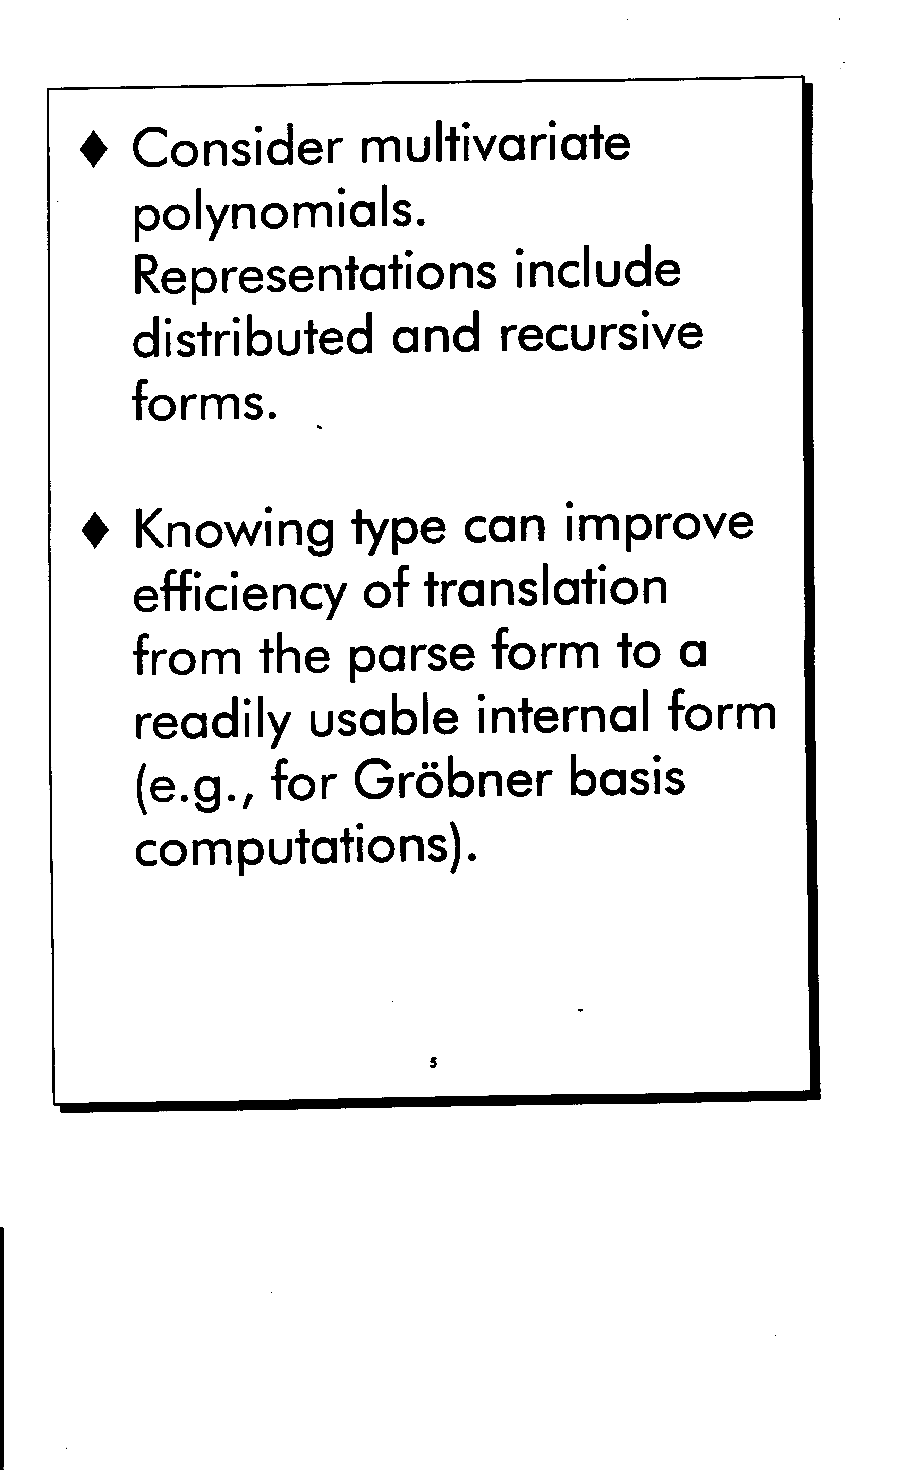 ♦ Consider multivariate
polynomials.
Representations include
distributed and recursive
forms.
♦ Knowing type can improve
efficiency of translation
from the parse form to a
readily usable internal form
(e.g., for Gröbner basis
computations).
5